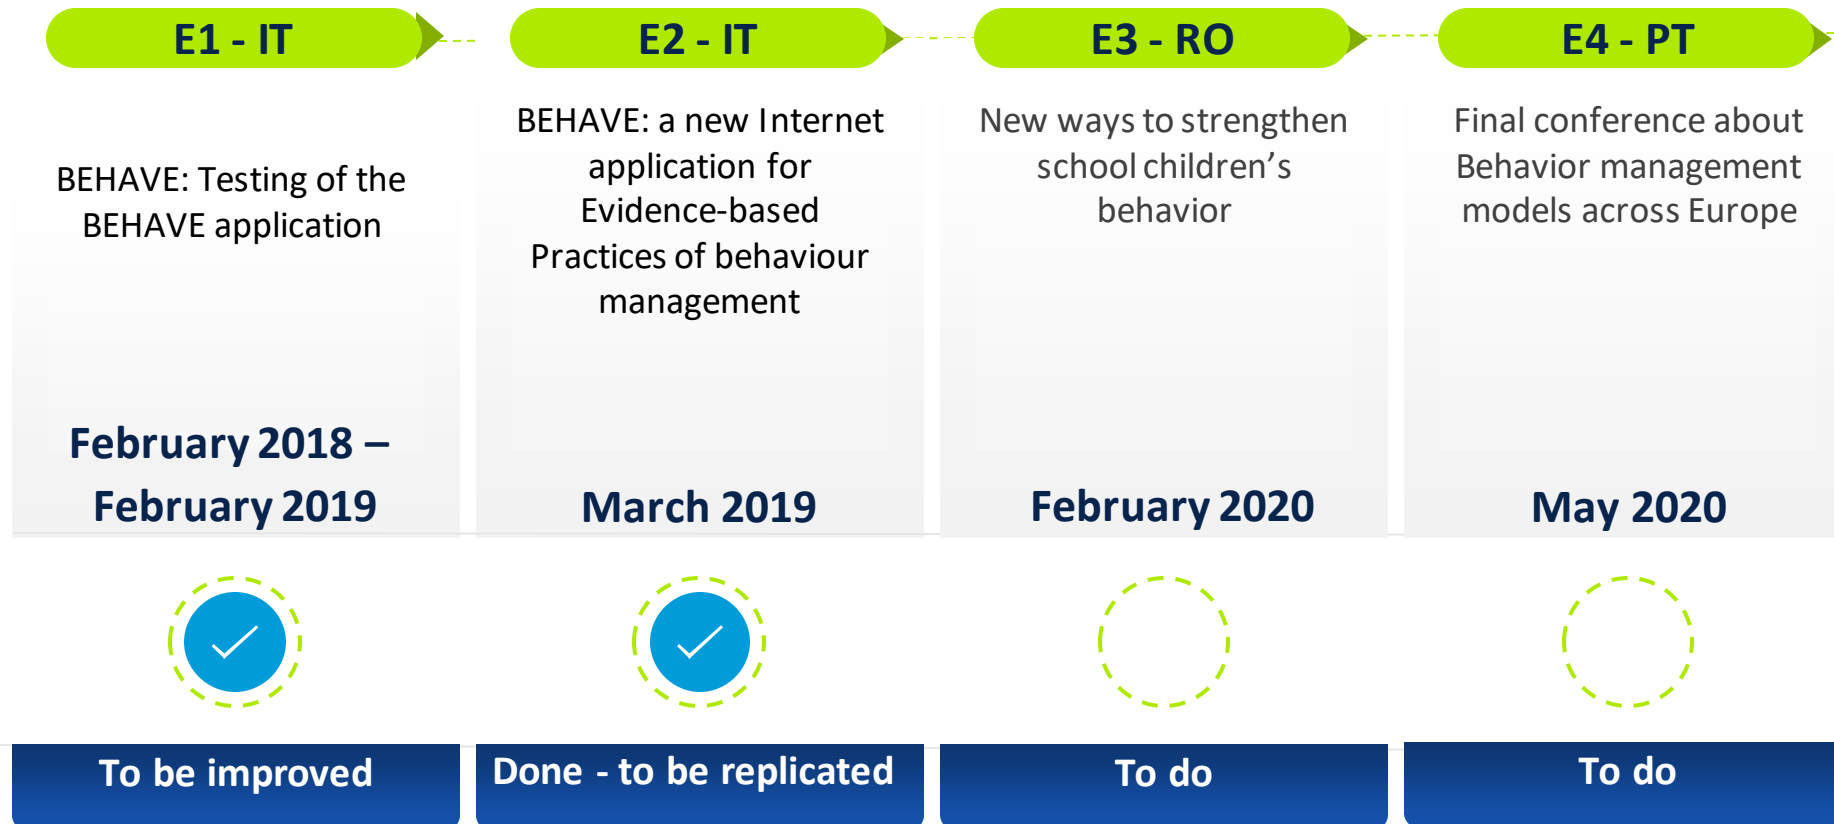 E1 - IT
BEHAVE: Testing of the
BEHAVE application
February 2018 –
February 2019
To be improved
E2 - IT
BEHAVE: a new Internet
application for
Evidence-based
Practices of behaviour
management
March 2019
Done - to be replicated
E3 - RO
New ways to strengthen
school children’s
behavior
February 2020
To do
E4 - PT
Final conference about
Behavior management
models across Europe
May 2020
To do